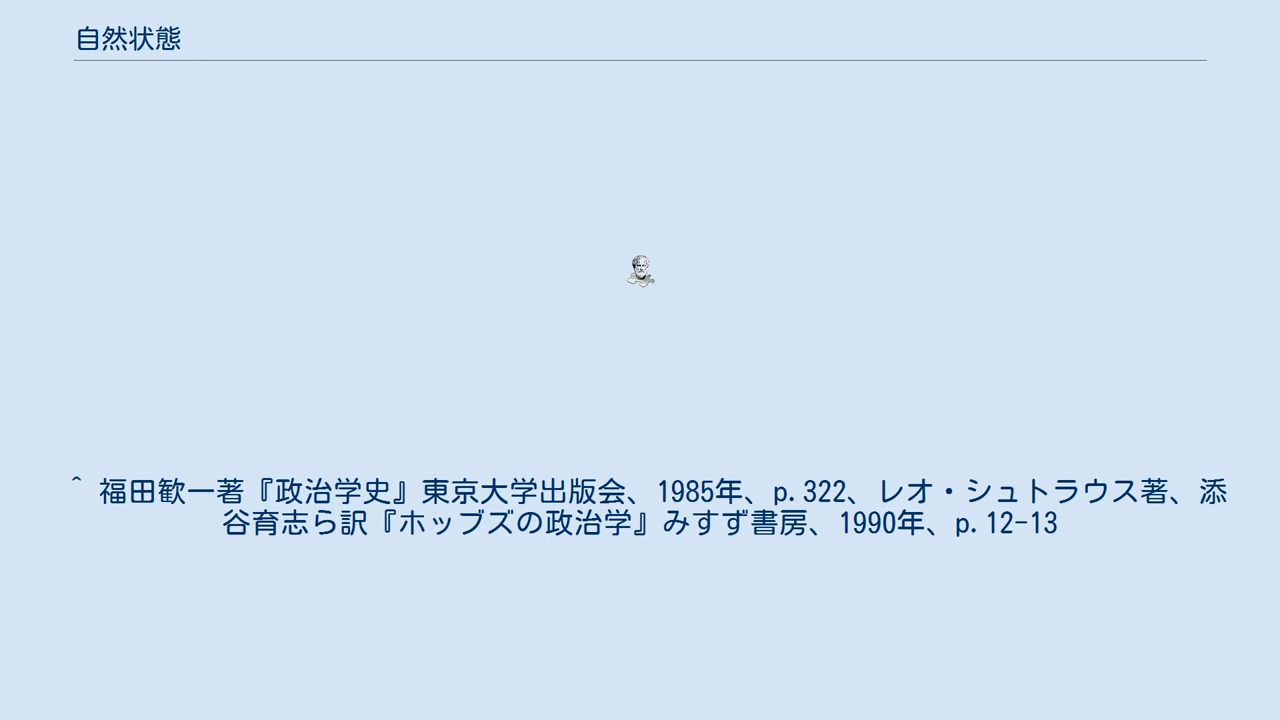 自然状態
^ 福田歓一著『政治学史』東京大学出版会、1985年、p.322、レオ・シュトラウス著、添
谷育志ら訳『ホッブズの政治学』みすず書房、1990年、p.12-13